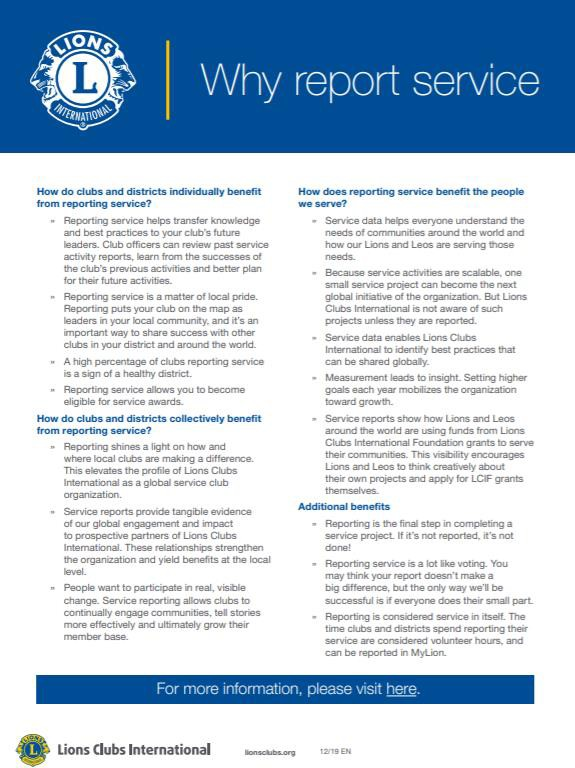 LIONS
L
INTERNATIONAL
®
Why report service
How do clubs and districts individually benefit
from reporting service?
» Reporting service helps transfer knowledge
and best practices to your club's future
leaders. Club officers can review past service
activity reports, learn from the successes of
the club's previous activities and better plan
for their future activities.
» Reporting service is a matter of local pride.
Reporting puts your club on the map as
leaders in your local community, and it's an
important way to share success with other
clubs in your district and around the world.
» A high percentage of clubs reporting service
is a sign of a healthy district.
» Reporting service allows you to become
eligible for service awards.
How do clubs and districts collectively benefit
from reporting service?
» Reporting shines a light on how and
where local clubs are making a difference.
This elevates the profile of Lions Clubs
International as a global service club
organization.
» Service reports provide tangible evidence
of our global engagement and impact
to prospective partners of Lions Clubs
International. These relationships strengthen
the organization and yield benefits at the local
level.
» People want to participate in real, visible
change. Service reporting allows clubs to
continually engage communities, tell stories
more effectively and ultimately grow their
member base.
How does reporting service benefit the people
we serve?
» Service data helps everyone understand the
needs of communities around the world and
how our Lions and Leos are serving those
needs.
» Because service activities are scalable, one
small service project can become the next
global initiative of the organization. But Lions
Clubs International is not aware of such
projects unless they are reported.
» Service data enables Lions Clubs
International to identify best practices that
can be shared globally.
» Measurement leads to insight. Setting higher
goals each year mobilizes the organization
toward growth.
» Service reports show how Lions and Leos
around the world are using funds from Lions
Clubs International Foundation grants to serve
their communities. This visibility encourages
Lions and Leos to think creatively about
their own projects and apply for LCIF grants
themselves.
Additional benefits
» Reporting is the final step in completing a
service project. If it's not reported, it's not
done!
» Reporting service is a lot like voting. You
may think your report doesn't make a
big difference, but the only way we'll be
successful is if everyone does their small part.
» Reporting is considered service in itself. The
time clubs and districts spend reporting their
service are considered volunteer hours, and
can be reported in MyLion.
For more information, please visit here.
LIONS
L
Lions Clubs International
lionsclubs.org
12/19 EN